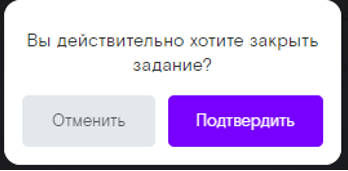 Вы действительно хотите закрыть
задание?
Отменить
Подтвердить